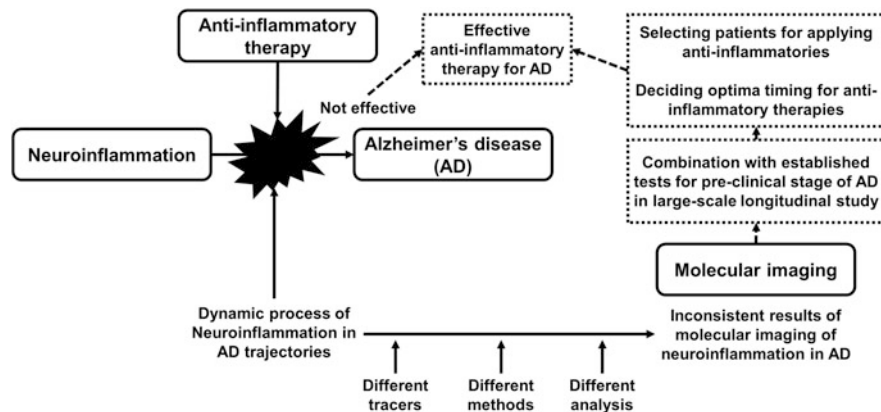 Anti-inflammatory
therapy
Effective
anti-inflammatory
therapy for AD
Selecting patients for applying
anti-inflammatories
Deciding optima timing for anti-
inflammatory therapies
Not effective
Neuroinflammation
Alzheimer's disease
(AD)
Combination with established
tests for pre-clinical stage of AD
in large-scale longitudinal study
Molecular imaging
Dynamic process of
Neuroinflammation in
AD trajectories
Inconsistent results of
molecular imaging of
neuroinflammation in AD
Different
tracers
Different
methods
Different
analysis